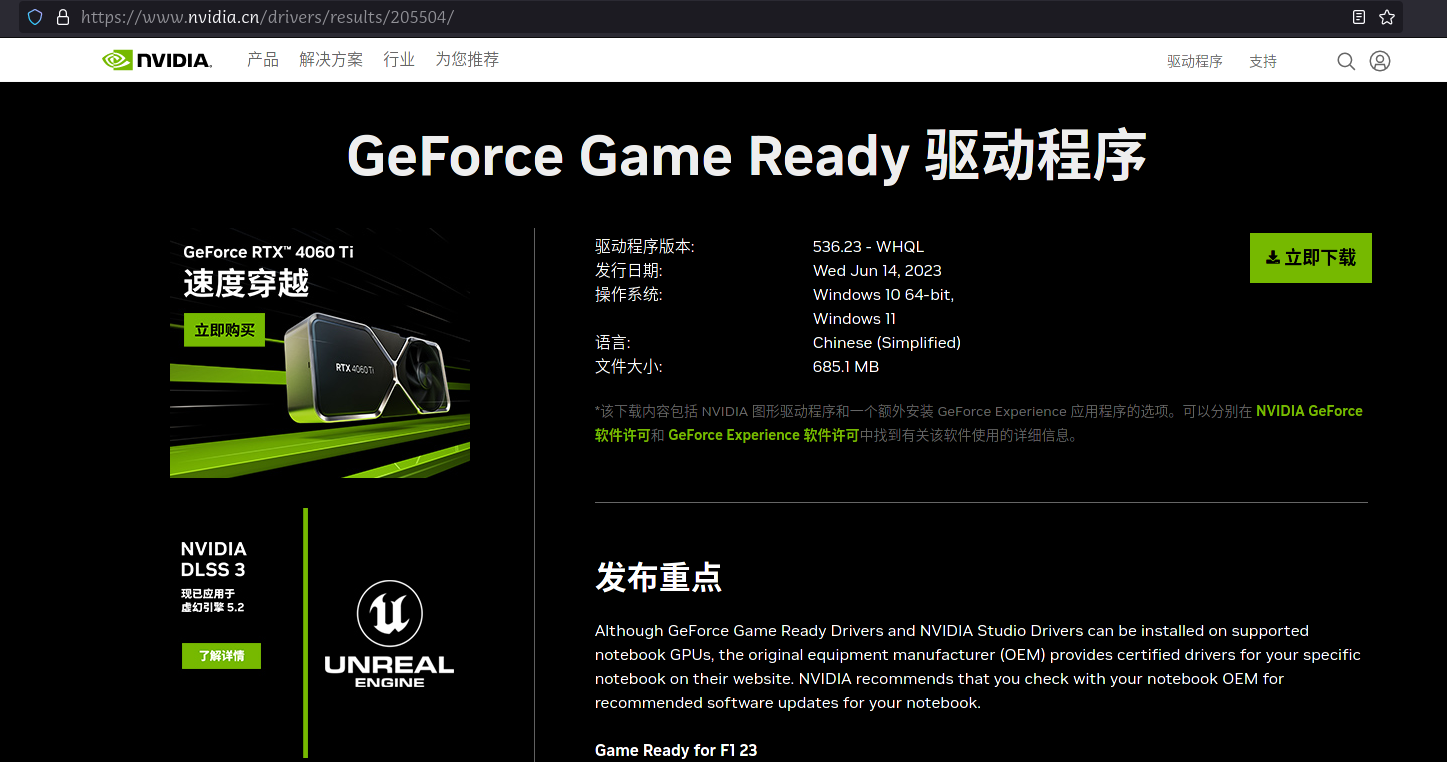 https://www.nvidia.cn/drivers/results/205504/
NVIDIA.
产品 解决方案 行业 为您推荐
驱动程序 支持
GeForce Game Ready 驱动程序
GeForce RTX™ 4060 Ti
速度穿越
立即购买
RTX 4060 Ti
驱动程序版本: 536.23 - WHQL
发行日期: Wed Jun 14, 2023
操作系统: Windows 10 64-bit,
Windows 11
语言: Chinese (Simplified)
文件大小: 685.1 MB
立即下载
*该下载内容包括 NVIDIA 图形驱动程序和一个额外安装 GeForce Experience 应用程序的选项。可以分别在 NVIDIA GeForce
软件许可和 GeForce Experience 软件许可中找到有关该软件使用的详细信息。
NVIDIA
DLSS 3
现已应用于
虚幻引擎 5.2
了解详情
UNREAL
ENGINE
发布重点
Although GeForce Game Ready Drivers and NVIDIA Studio Drivers can be installed on supported
notebook GPUs, the original equipment manufacturer (OEM) provides certified drivers for your specific
notebook on their website. NVIDIA recommends that you check with your notebook OEM for
recommended software updates for your notebook.
Game Ready for F1 23